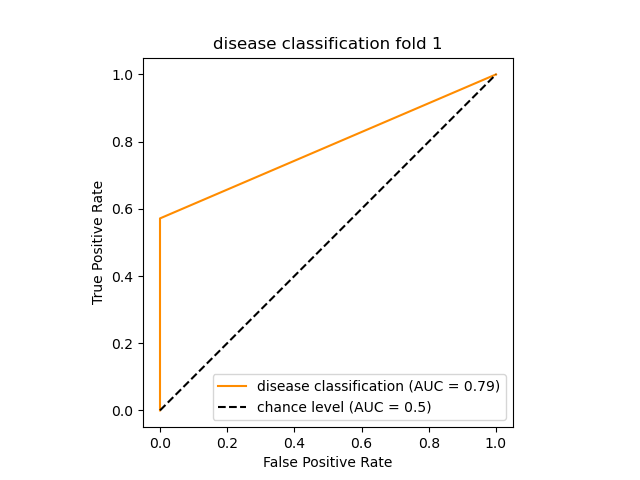 disease classification fold 1
1.0
0.8
0.6
0.4
0.2
0.0
True Positive Rate
disease classification (AUC = 0.79)
chance level (AUC = 0.5)
0.0 0.2 0.4 0.6 0.8 1.0
False Positive Rate